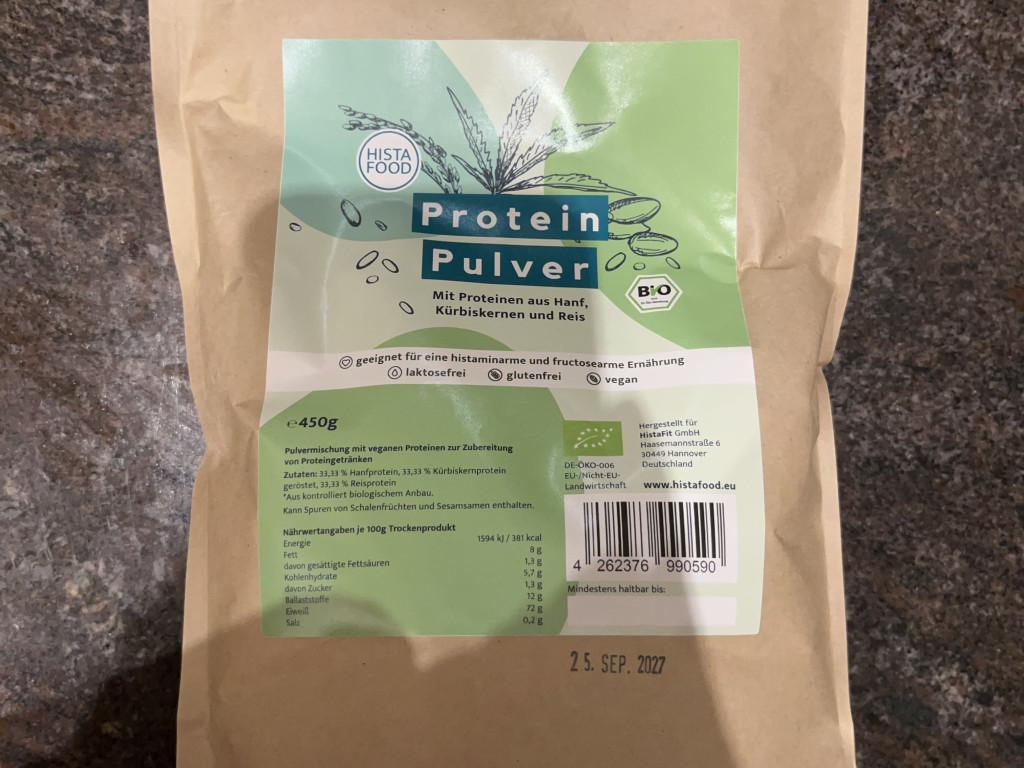 HISTA
FOOD
Protein
Pulver
Mit Proteinen aus Hanf,
Kürbiskernen und Reis
BiO
geeignet für eine histaminarme und fructosearme Ernährung
laktosefrei glutenfrei vegan
℮450g
Pulvermischung mit veganen Proteinen zur Zubereitung
von Proteingetränken
Zutaten: 33,33 % Hanfprotein, 33,33 % Kürbiskernprotein
geröstet, 33,33 % Reisprotein
*Aus kontrolliert biologischem Anbau.
Kann Spuren von Schalenfrüchten und Sesamsamen enthalten.
Nährwertangaben je 100g Trockenprodukt
Energie 1594 kJ / 381 kcal
Fett 8 g
davon gesättigte Fettsäuren 1,3 g
Kohlenhydrate 5,7 g
davon Zucker 1,3 g
Ballaststoffe 12 g
Eiweiß 72 g
Salz 0,2 g
DE-ÖKO-006
EU-/Nicht-EU-
Landwirtschaft
Hergestellt für
HistaFit GmbH
Haasemannstraße 6
30449 Hannover
Deutschland
www.histafood.eu
4 262376 990590
Mindestens haltbar bis:
25. SEP. 2027